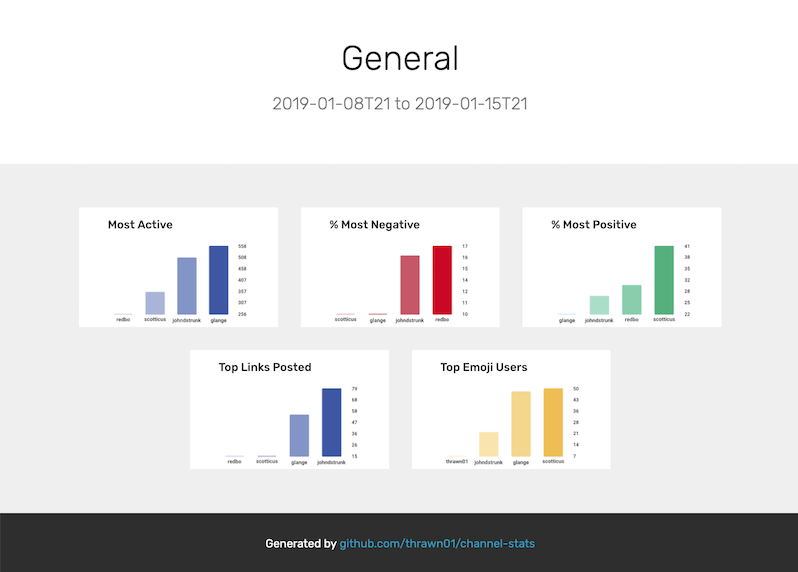 General
2019-01-08T21 to 2019-01-15T21
Most Active
558
508
458
407
357
307
256
redbo scotticus johndstrunk glange
% Most Negative
17
16
15
14
12
11
10
scotticus glange johndstrunk redbo
% Most Positive
41
38
35
32
28
25
22
glange johndstrunk redbo scotticus
Top Links Posted
79
68
58
47
36
26
15
redbo scotticus glange johndstrunk
Top Emoji Users
50
43
36
28
21
14
7
thrawn01 johndstrunk glange scotticus
Generated by github.com/thrawn01/channel-stats